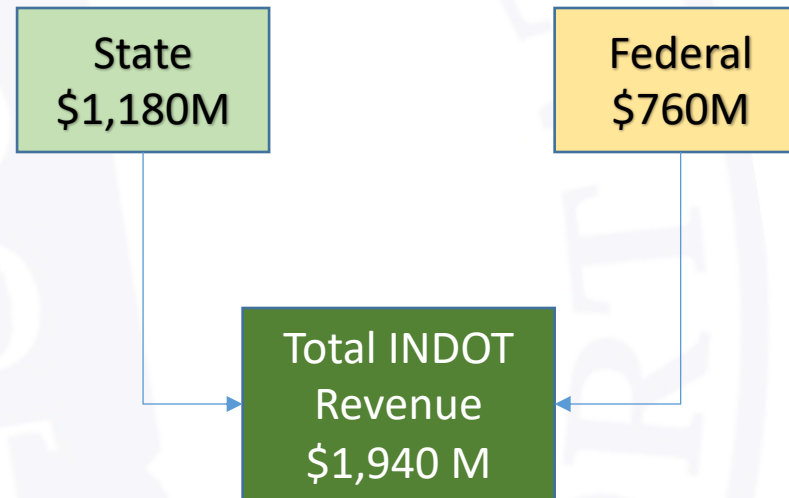 State
$1,180M
Federal
$760M
Total INDOT
Revenue
$1,940 M